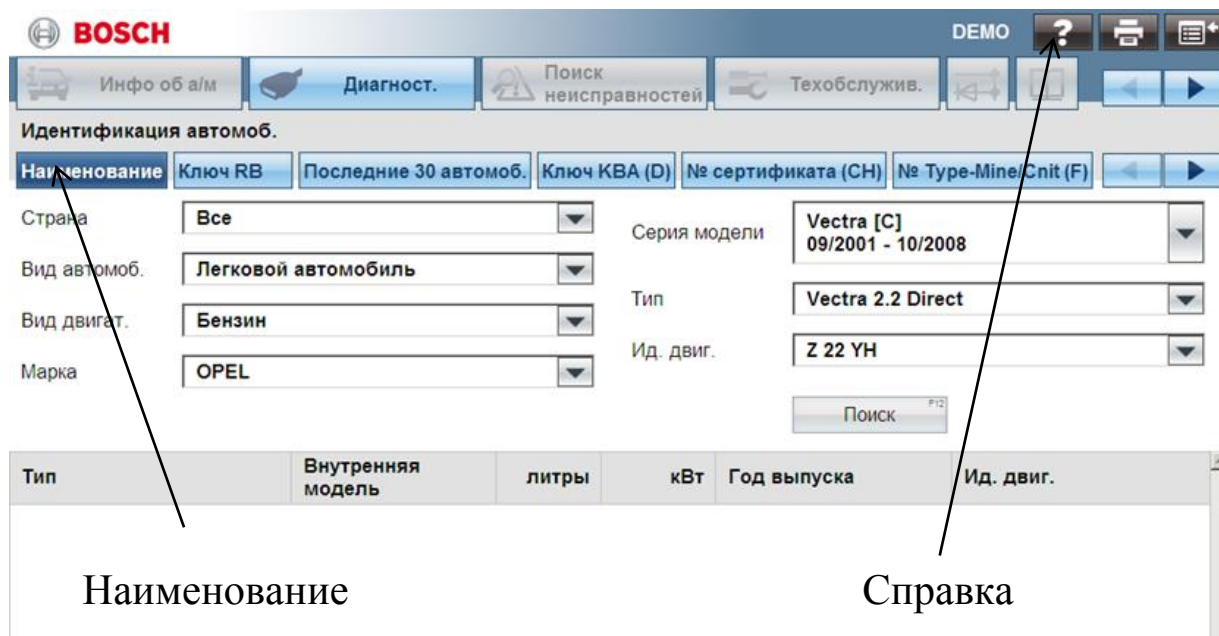 BOSCH
DEMO
?
Инфо об а/м
Диагност.
Поиск
неисправностей
Техобслужив.
Идентификация автомоб.
Наименование
Ключ RB
Последние 30 автомоб.
Ключ KBA (D)
№ сертификата (CH)
№ Type-Mine/Cnit (F)
Страна
Все
Вид автомоб.
Легковой автомобиль
Вид двигат.
Бензин
Марка
OPEL
Серия модели
Vectra [C]
09/2001 - 10/2008
Тип
Vectra 2.2 Direct
Ид. двиг.
Z 22 YH
Поиск
F12
Тип
Внутренняя
модель
литры
кВт
Год выпуска
Ид. двиг.
Наименование
Справка